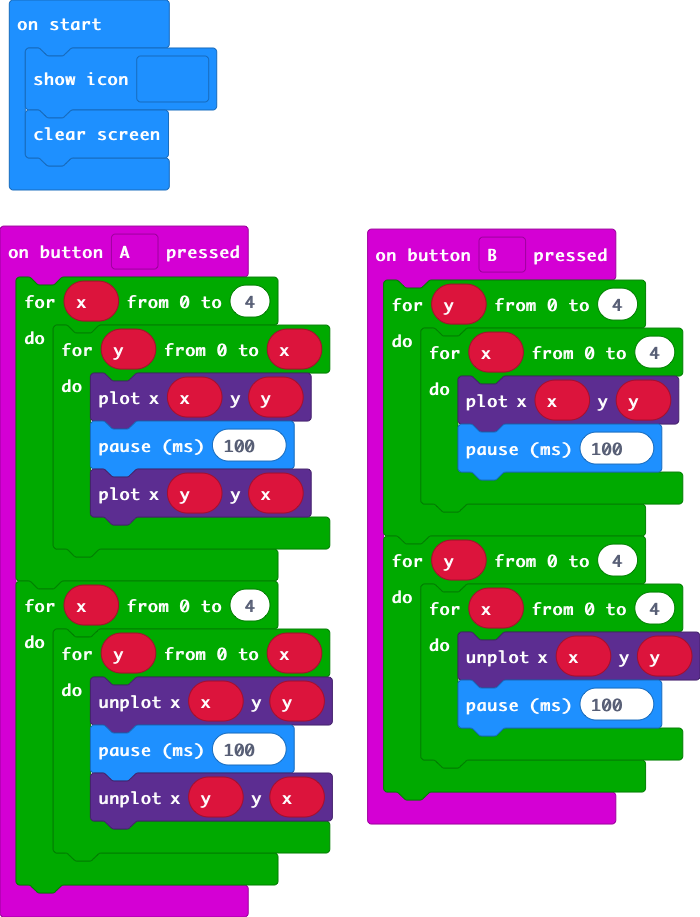 on start
show icon
clear screen
on button A pressed
for x from 0 to 4
do
for y from 0 to x
do
plot x x y y
pause (ms) 100
plot x y y x
for x from 0 to 4
do
for y from 0 to x
do
unplot x x y y
pause (ms) 100
unplot x y y x
on button B pressed
for y from 0 to 4
do
for x from 0 to 4
do
plot x x y y
pause (ms) 100
for y from 0 to 4
do
for x from 0 to 4
do
unplot x x y y
pause (ms) 100